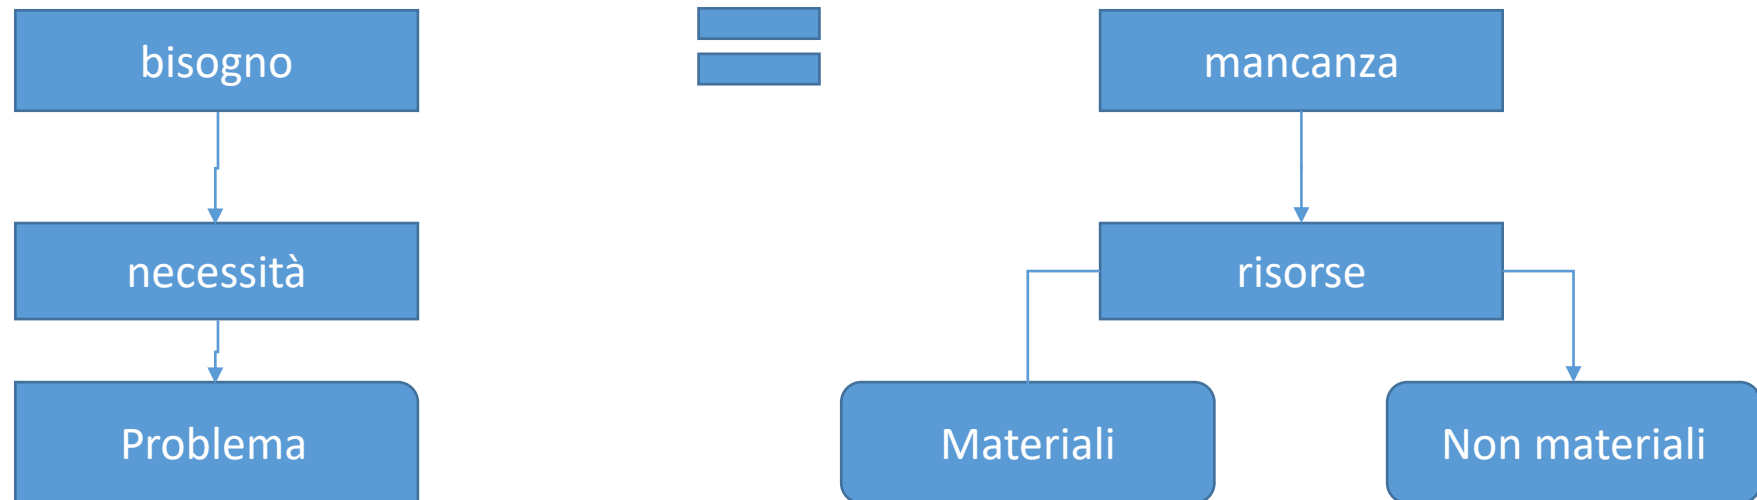 bisogno
mancanza
necessità
risorse
Problema
Materiali
Non materiali